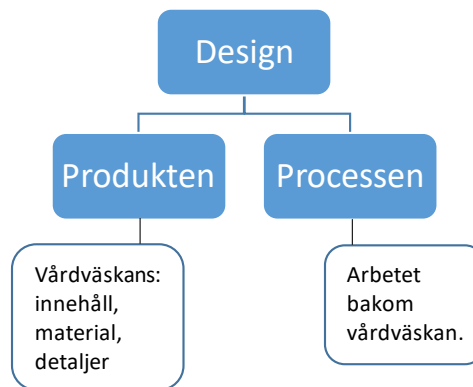 Design
Produkten
Processen
Vårdväskans:
innehåll,
material,
detaljer
Arbetet
bakom
vårdväskan.